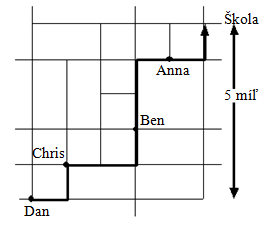 Škola
Anna
5 míľ
Ben
Chris
Dan